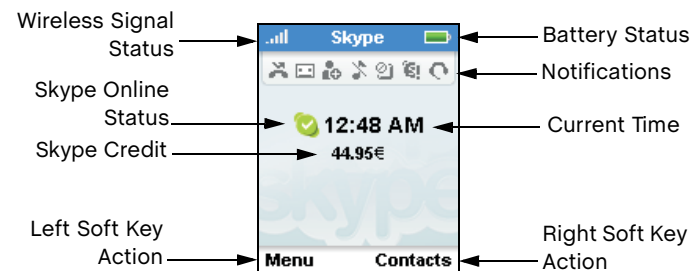 Wireless Signal
Status
Skype
Battery Status
Notifications
Skype Online
Status
12:48 AM
Current Time
Skype Credit
44.95€
skype
Left Soft Key
Action
Menu
Contacts
Right Soft Key
Action